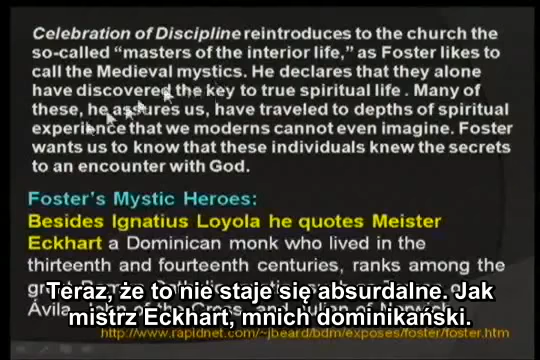 Celebration of Discipline reintroduces to the church the
so-called “masters of the interior life,” as Foster likes to
call the Medieval mystics. He declares that they alone
have discovered the key to true spiritual life . Many of
these, he assures us, have traveled to depths of spiritual
experience that we moderns cannot even imagine. Foster
wants us to know that these individuals knew the secrets
to an encounter with God.
Foster's Mystic Heroes:
Besides Ignatius Loyola he quotes Meister
Eckhart a Dominican monk who lived in the
thirteenth and fourteenth centuries, ranks among the
of
Ávila,
Teraz, że to nie staje się absurdalne. Jak
mistrz Eckhart, mnich dominikański.
http://www.rapidnet.com/~jbeard/bdm/exposes/foster/foster.htm